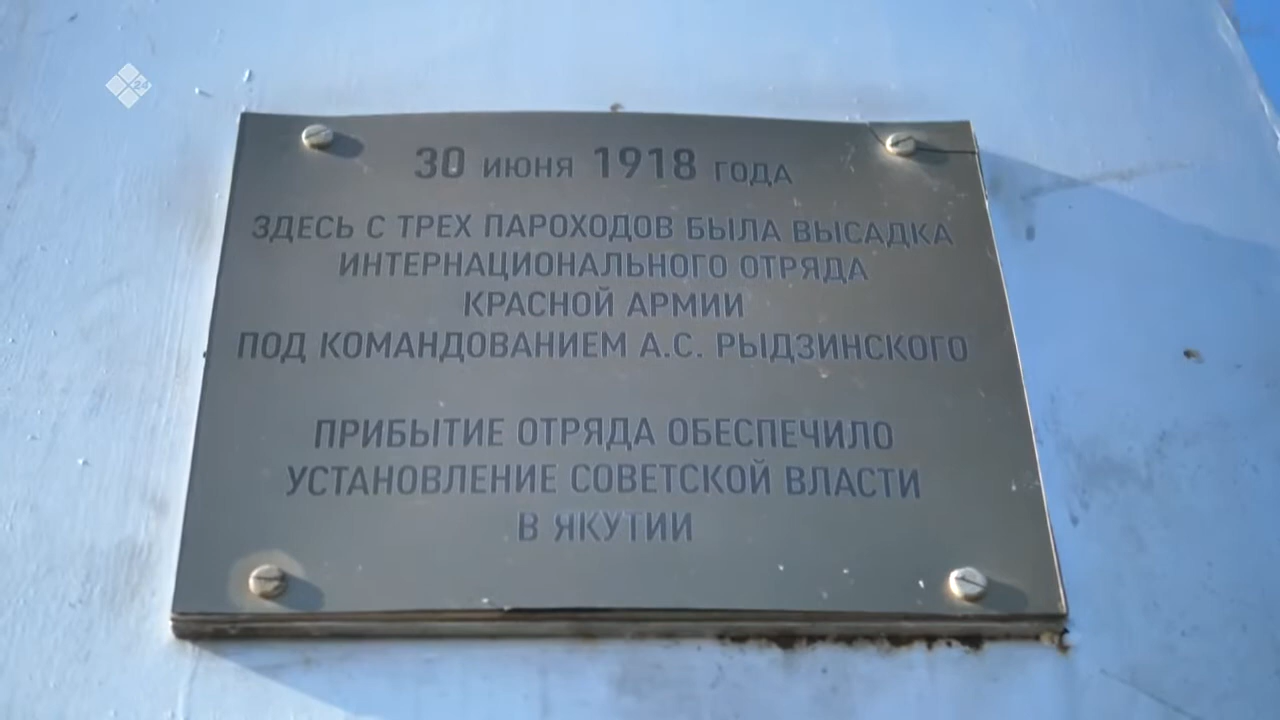 30 июня 1918 года
ЗДЕСЬ С ТРЕХ ПАРОХОДОВ БЫЛА ВЫСАДКА
ИНТЕРНАЦИОНАЛЬНОГО ОТРЯДА
КРАСНОЙ АРМИИ
ПОД КОМАНДОВАНИЕМ А.С. РЫДЗИНСКОГО
ПРИБЫТИЕ ОТРЯДА ОБЕСПЕЧИЛО
УСТАНОВЛЕНИЕ СОВЕТСКОЙ ВЛАСТИ
В ЯКУТИИ